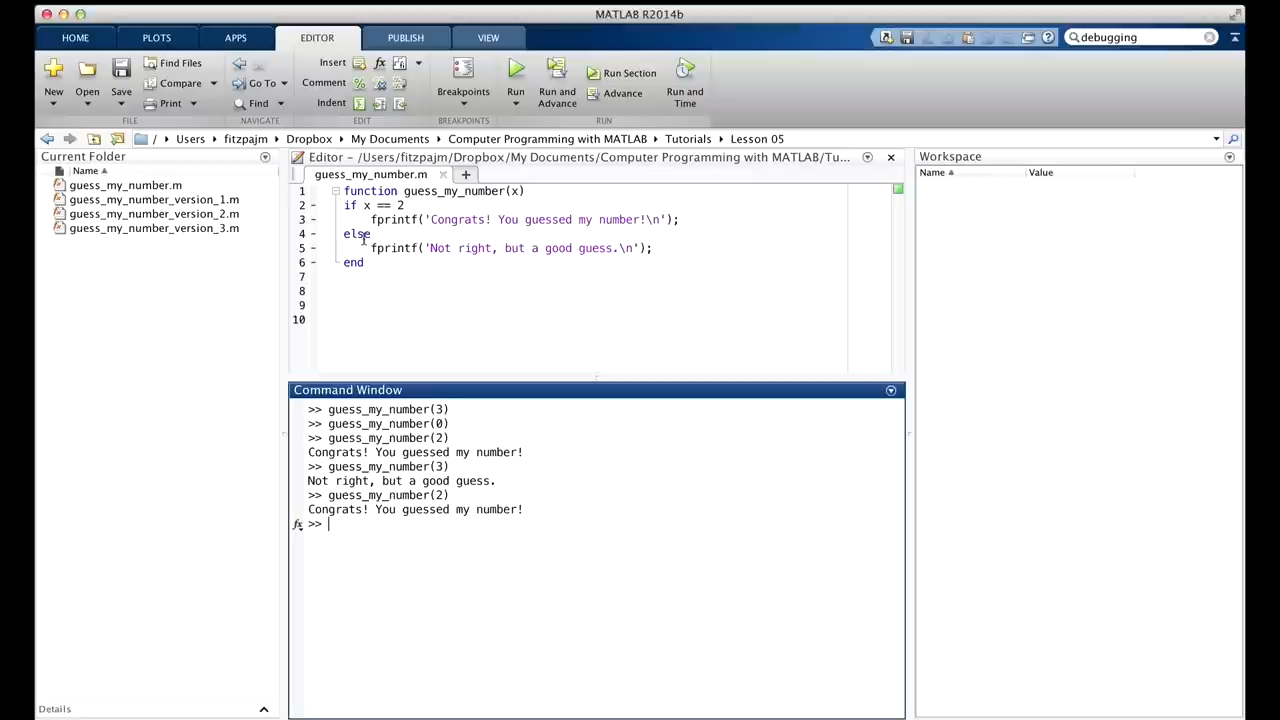 MATLAB R2014b
HOME PLOTS APPS EDITOR PUBLISH VIEW debugging
New Open Save Find Files Compare Print Go To Find Insert fx Comment % Indent Breakpoints Run Run and Advance Run Section Advance Run and Time
FILE NAVIGATE EDIT BREAKPOINTS RUN
/ Users fitzpajm Dropbox My Documents Computer Programming with MATLAB Tutorials Lesson 05
Current Folder
Name
guess_my_number.m
guess_my_number_version_1.m
guess_my_number_version_2.m
guess_my_number_version_3.m
Details
Editor – /Users/fitzpajm/Dropbox/My Documents/Computer Programming with MATLAB/Tu...
guess_my_number.m
1 function guess_my_number(x)
2 – if x == 2
3 – fprintf('Congrats! You guessed my number!\n');
4 – else
5 – fprintf('Not right, but a good guess.\n');
6 – end
7
8
9
10
Command Window
>> guess_my_number(3)
>> guess_my_number(0)
>> guess_my_number(2)
Congrats! You guessed my number!
>> guess_my_number(3)
Not right, but a good guess.
>> guess_my_number(2)
Congrats! You guessed my number!
fx >>
Workspace
Name Value